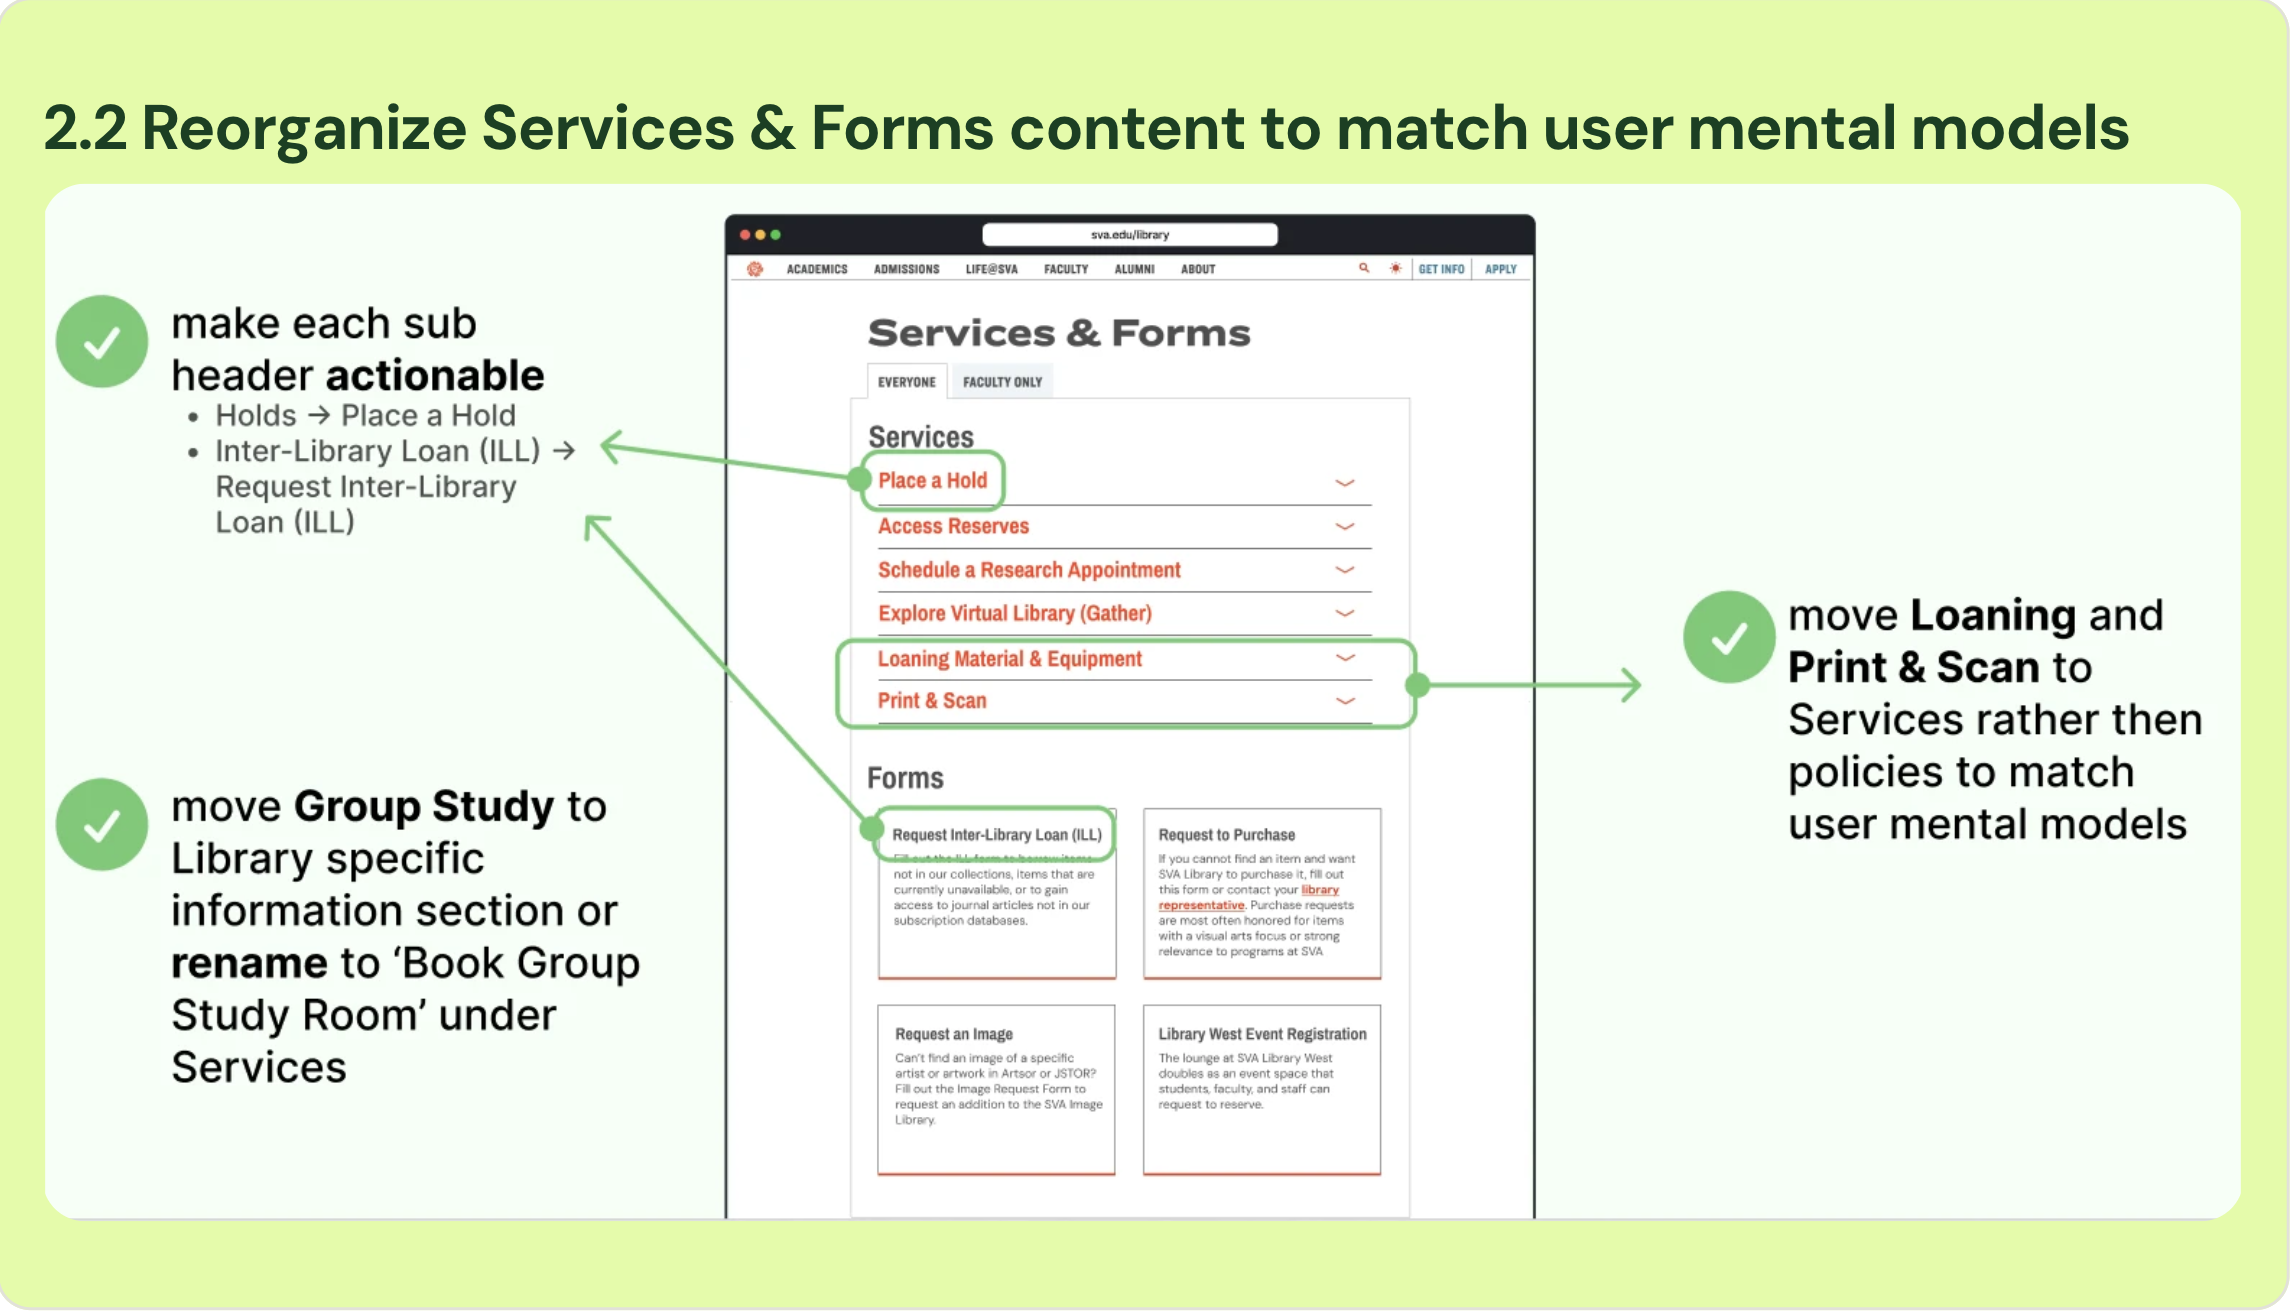 2.2 Reorganize Services & Forms content to match user mental models
make each sub
header actionable
• Holds → Place a Hold
• Inter-Library Loan (ILL) →
Request Inter-Library
Loan (ILL)
move Group Study to
Library specific
information section or
rename to ‘Book Group
Study Room’ under
Services
sva.edu/library
ACADEMICS ADMISSIONS LIFE@SVA FACULTY ALUMNI ABOUT GET INFO APPLY
Services & Forms
EVERYONE FACULTY ONLY
Services
Place a Hold
Access Reserves
Schedule a Research Appointment
Explore Virtual Library (Gather)
Loaning Material & Equipment
Print & Scan
Forms
Request Inter-Library Loan (ILL)
Fill out the ILL form to borrow items
not in our collections, items that are
currently unavailable, or to gain
access to journal articles not in our
subscription databases.
Request to Purchase
If you cannot find an item and want
SVA Library to purchase it, fill out
this form or contact your library
representative. Purchase requests
are most often honored for items
with a visual arts focus or strong
relevance to programs at SVA
Request an Image
Can't find an image of a specific
artist or artwork in Artsor or JSTOR?
Fill out the Image Request Form to
request an addition to the SVA Image
Library.
Library West Event Registration
The lounge at SVA Library West
doubles as an event space that
students, faculty, and staff can
request to reserve.
move Loaning and
Print & Scan to
Services rather then
policies to match
user mental models